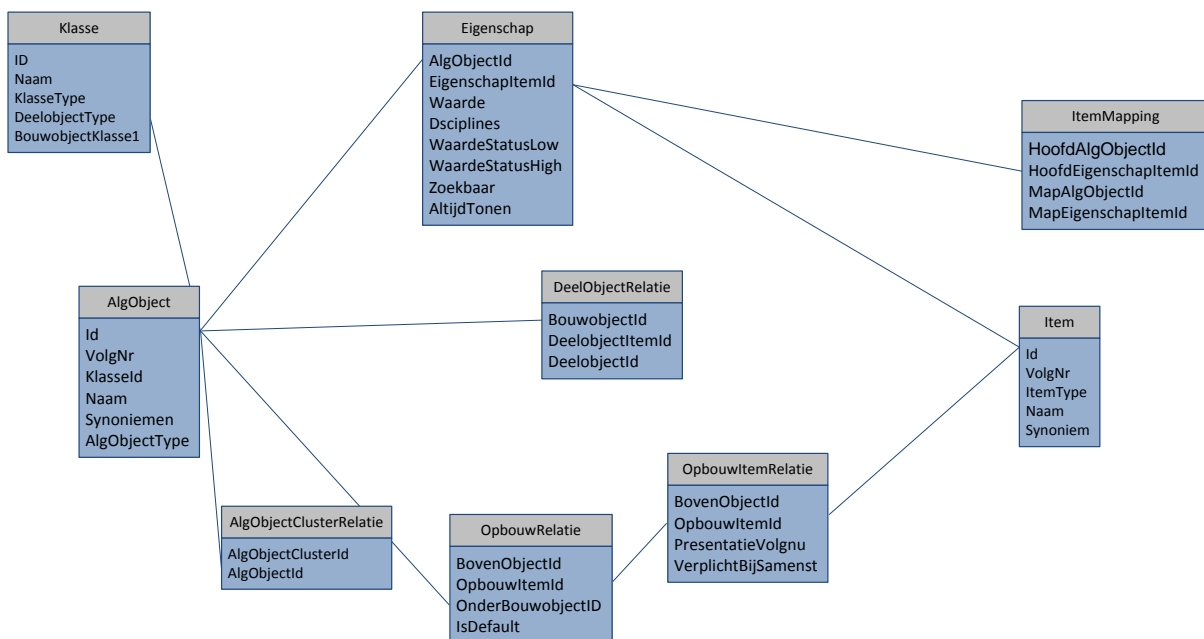 Klasse
ID
Naam
KlasseType
DeelobjectType
BouwobjectKlasse1
Eigenschap
AlgObjectId
EigenschapItemId
Waarde
Dsciplines
WaardeStatusLow
WaardeStatusHigh
Zoekbaar
AltijdTonen
ItemMapping
HoofdAlgObjectId
HoofdEigenschapItemId
MapAlgObjectId
MapEigenschapItemId
AlgObject
Id
VolgNr
KlasseId
Naam
Synoniemen
AlgObjectType
DeelObjectRelatie
BouwobjectId
DeelobjectItemId
DeelobjectId
Item
Id
VolgNr
ItemType
Naam
Synoniem
AlgObjectClusterRelatie
AlgObjectClusterId
AlgObjectId
OpbouwRelatie
BovenObjectId
OpbouwItemId
OnderBouwobjectID
IsDefault
OpbouwItemRelatie
BovenObjectId
OpbouwItemId
PresentatieVolgnu
VerplichtBijSamenst